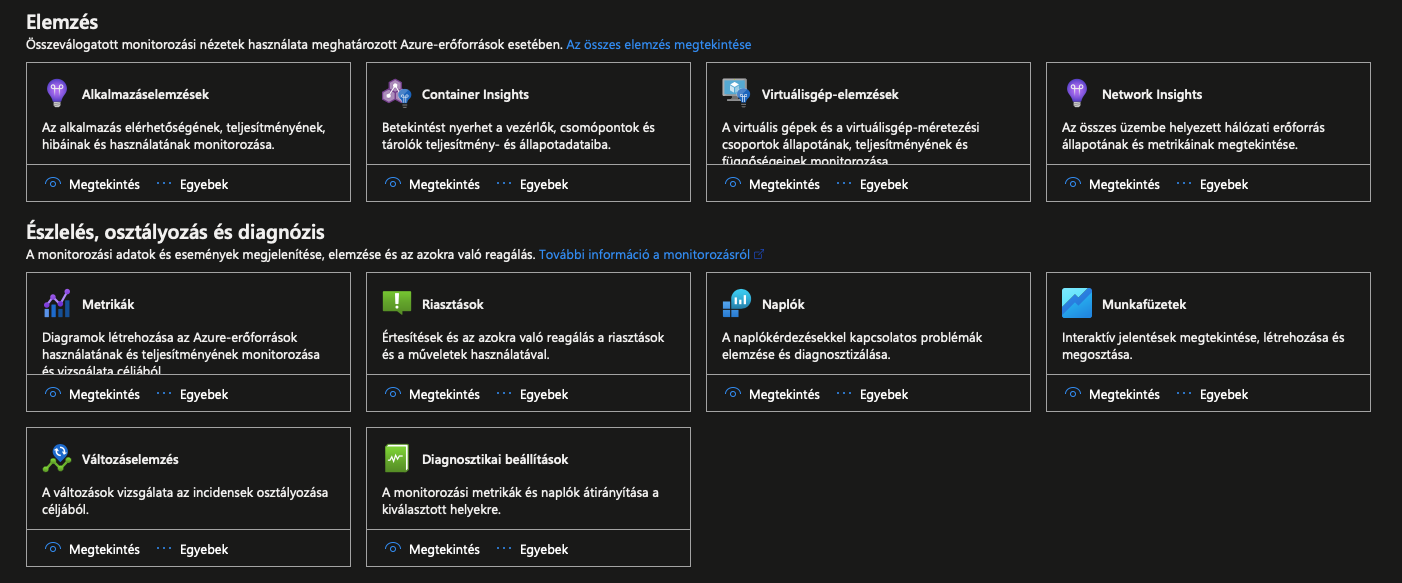 Elemzés
Összeválogatott monitorozási nézetek használata meghatározott Azure-erőforrások esetében. Az összes elemzés megtekintése
Alkalmazáselemzések
Az alkalmazás elérhetőségének, teljesítményének,
hibáinak és használatának monitorozása.
Megtekintés ··· Egyebek
Container Insights
Betekintést nyerhet a vezérlők, csomópontok és
tárolók teljesítmény- és állapotadataiba.
Megtekintés ··· Egyebek
Virtuálisgép-elemzések
A virtuális gépek és a virtuálisgép-méretezési
csoportok állapotának, teljesítményének és
függőségeinek monitorozása
Megtekintés ··· Egyebek
Network Insights
Az összes üzembe helyezett hálózati erőforrás
állapotának és metrikáinak megtekintése.
Megtekintés ··· Egyebek
Észlelés, osztályozás és diagnózis
A monitorozási adatok és események megjelenítése, elemzése és az azokra való reagálás. További információ a monitorozásról
Metrikák
Diagramok létrehozása az Azure-erőforrások
használatának és teljesítményének monitorozása
és vizsgálata céljából
Megtekintés ··· Egyebek
Riasztások
Értesítések és az azokra való reagálás a riasztások
és a műveletek használatával.
Megtekintés ··· Egyebek
Naplók
A naplókérdezésekkel kapcsolatos problémák
elemzése és diagnosztizálása.
Megtekintés ··· Egyebek
Munkafüzetek
Interaktív jelentések megtekintése, létrehozása és
megosztása.
Megtekintés ··· Egyebek
Változáselemzés
A változások vizsgálata az incidensek osztályozása
céljából.
Megtekintés ··· Egyebek
Diagnosztikai beállítások
A monitorozási metrikák és naplók átirányítása a
kiválasztott helyekre.
Megtekintés ··· Egyebek